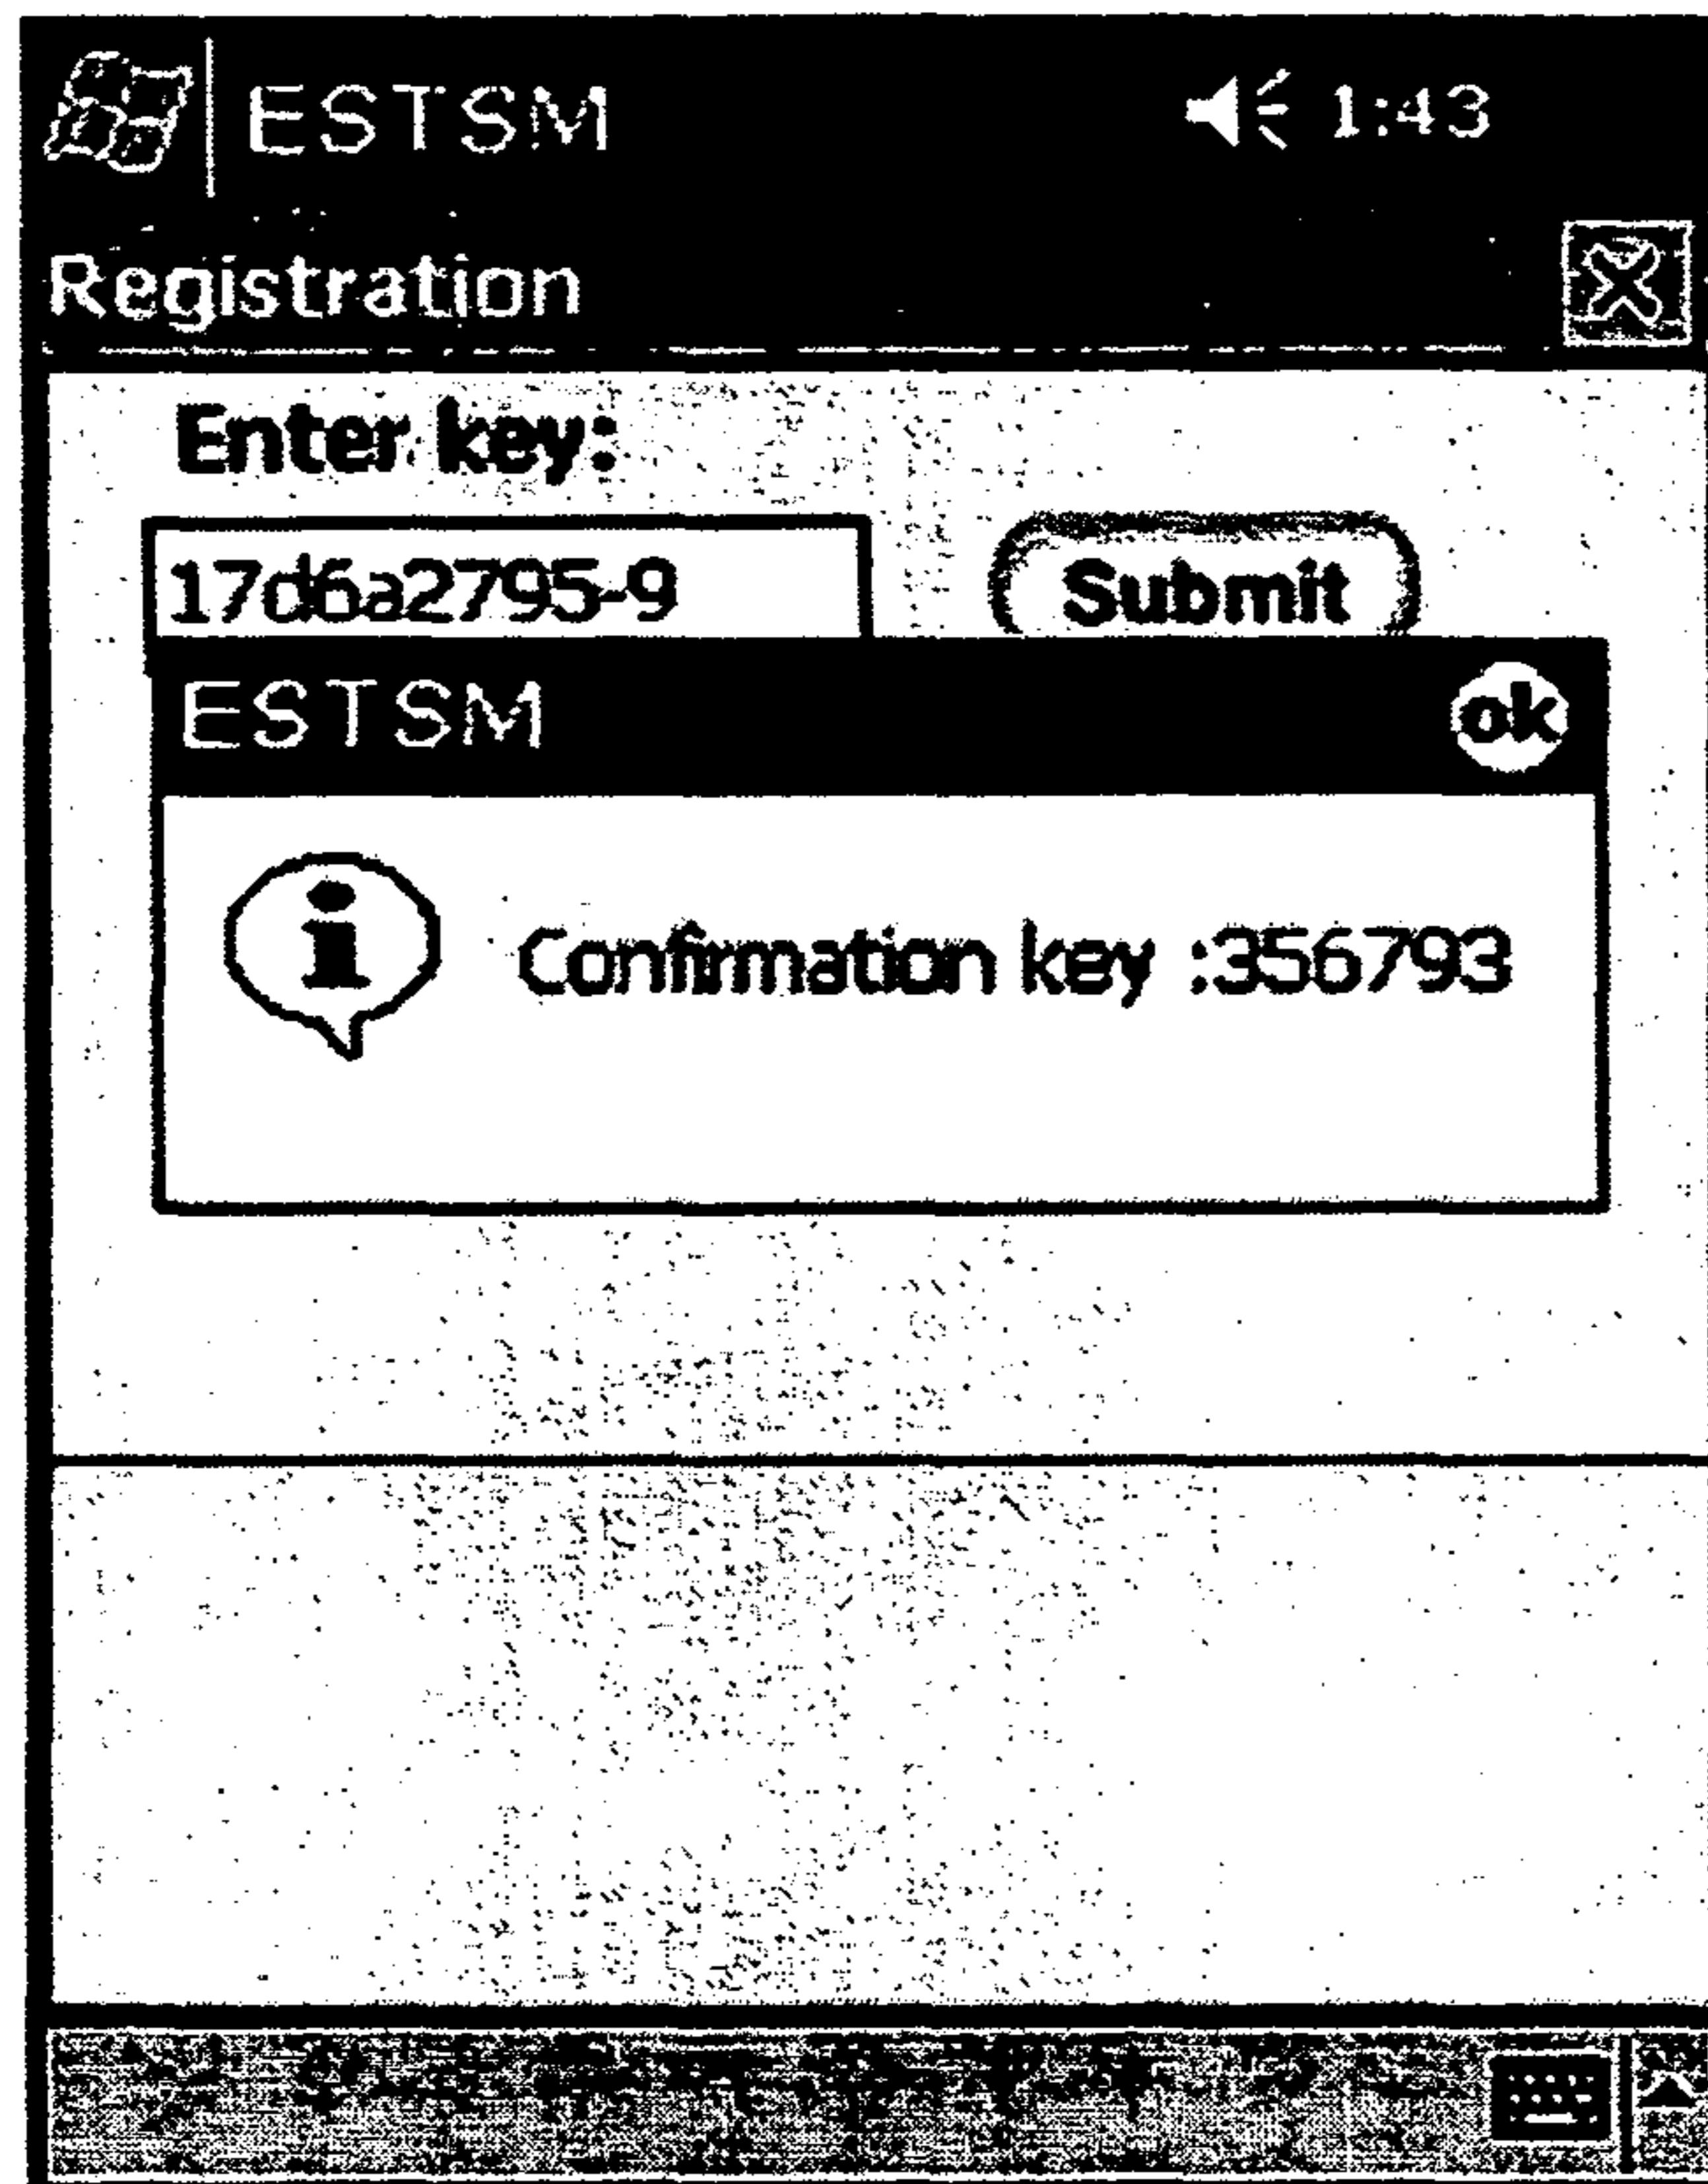 ESTSM 1:43
Registration
Enter key:
17d6a2795-9 Submit
ESTSM ok
Confirmation key :356793